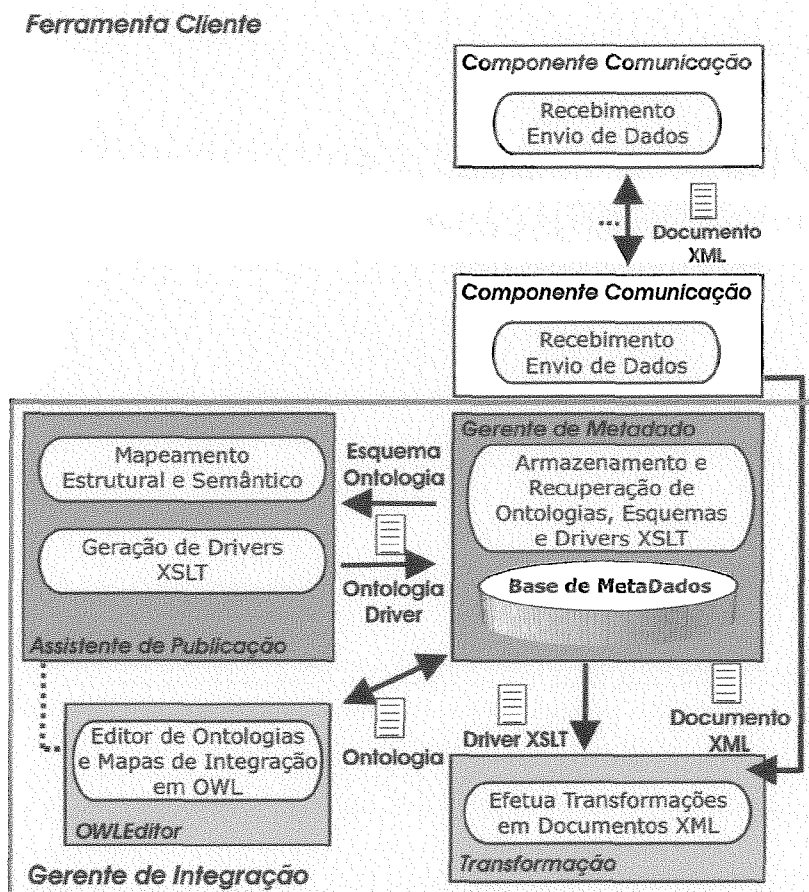 Ferramenta Cliente
Componente Comunicação
Recebimento
Envio de Dados
...
Documento
XML
Componente Comunicação
Recebimento
Envio de Dados
Mapeamento
Estrutural e Semântico
Geração de Drivers
XSLT
Assistente de Publicação
Esquema
Ontologia
Ontologia
Driver
Gerente de Metadado
Armazenamento e
Recuperação de
Ontologias, Esquemas
e Drivers XSLT
Base de MetaDados
Editor de Ontologias
e Mapas de Integração
em OWL
OWLEditor
Ontologia
Driver XSLT
Documento
XML
Efetua Transformações
em Documentos XML
Transformação
Gerente de Integração